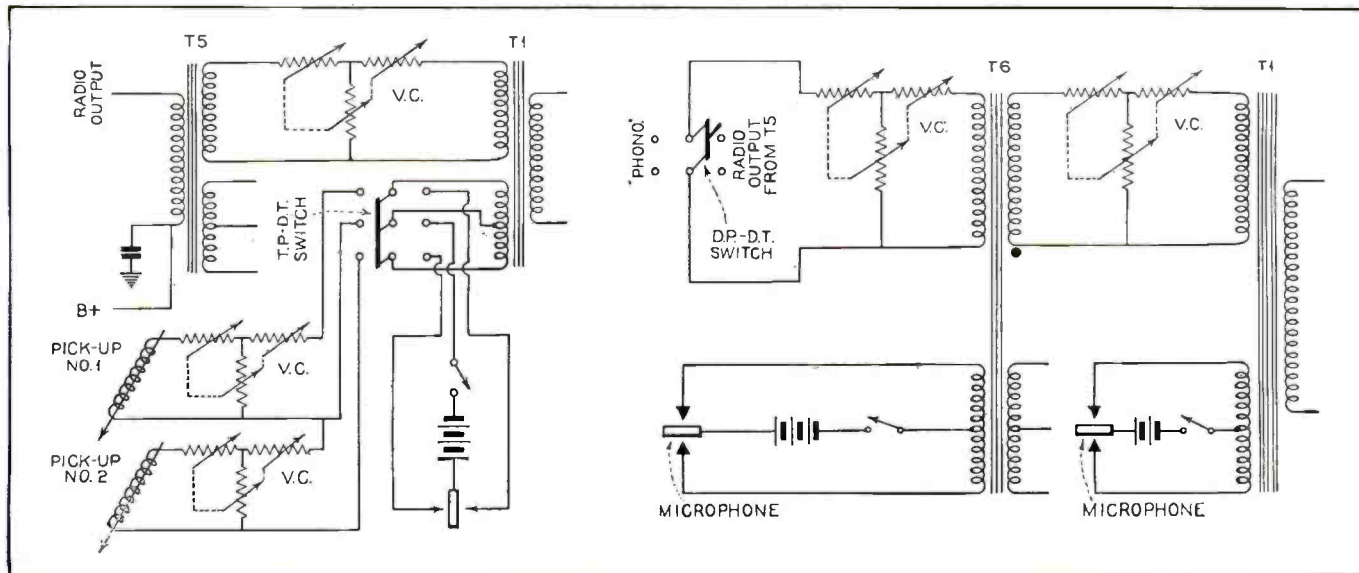 T5
T1
RADIO
OUTPUT
V.C.
T.P.-D.T.
SWITCH
B+
PICK-UP
NO.1
V.C.
PICK-UP
NO. 2
V.C.
T6
T1
"PHONO."
RADIO
OUTPUT
FROM T5
V.C.
V.C.
D.P.-D.T.
SWITCH
MICROPHONE
MICROPHONE